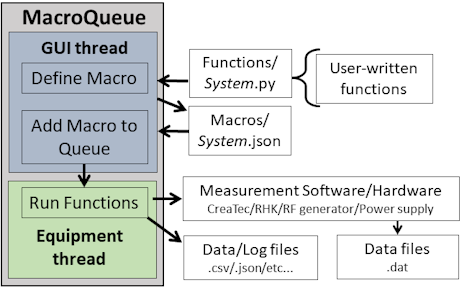 MacroQueue
GUI thread
Define Macro
Add Macro to
Queue
Run Functions
Equipment
thread
Functions/
System.py
User-written
functions
Macros/
System.json
Measurement Software/Hardware
CreaTec/RHK/RF generator/Power supply
Data/Log files
.csv/.json/etc...
Data files
.dat